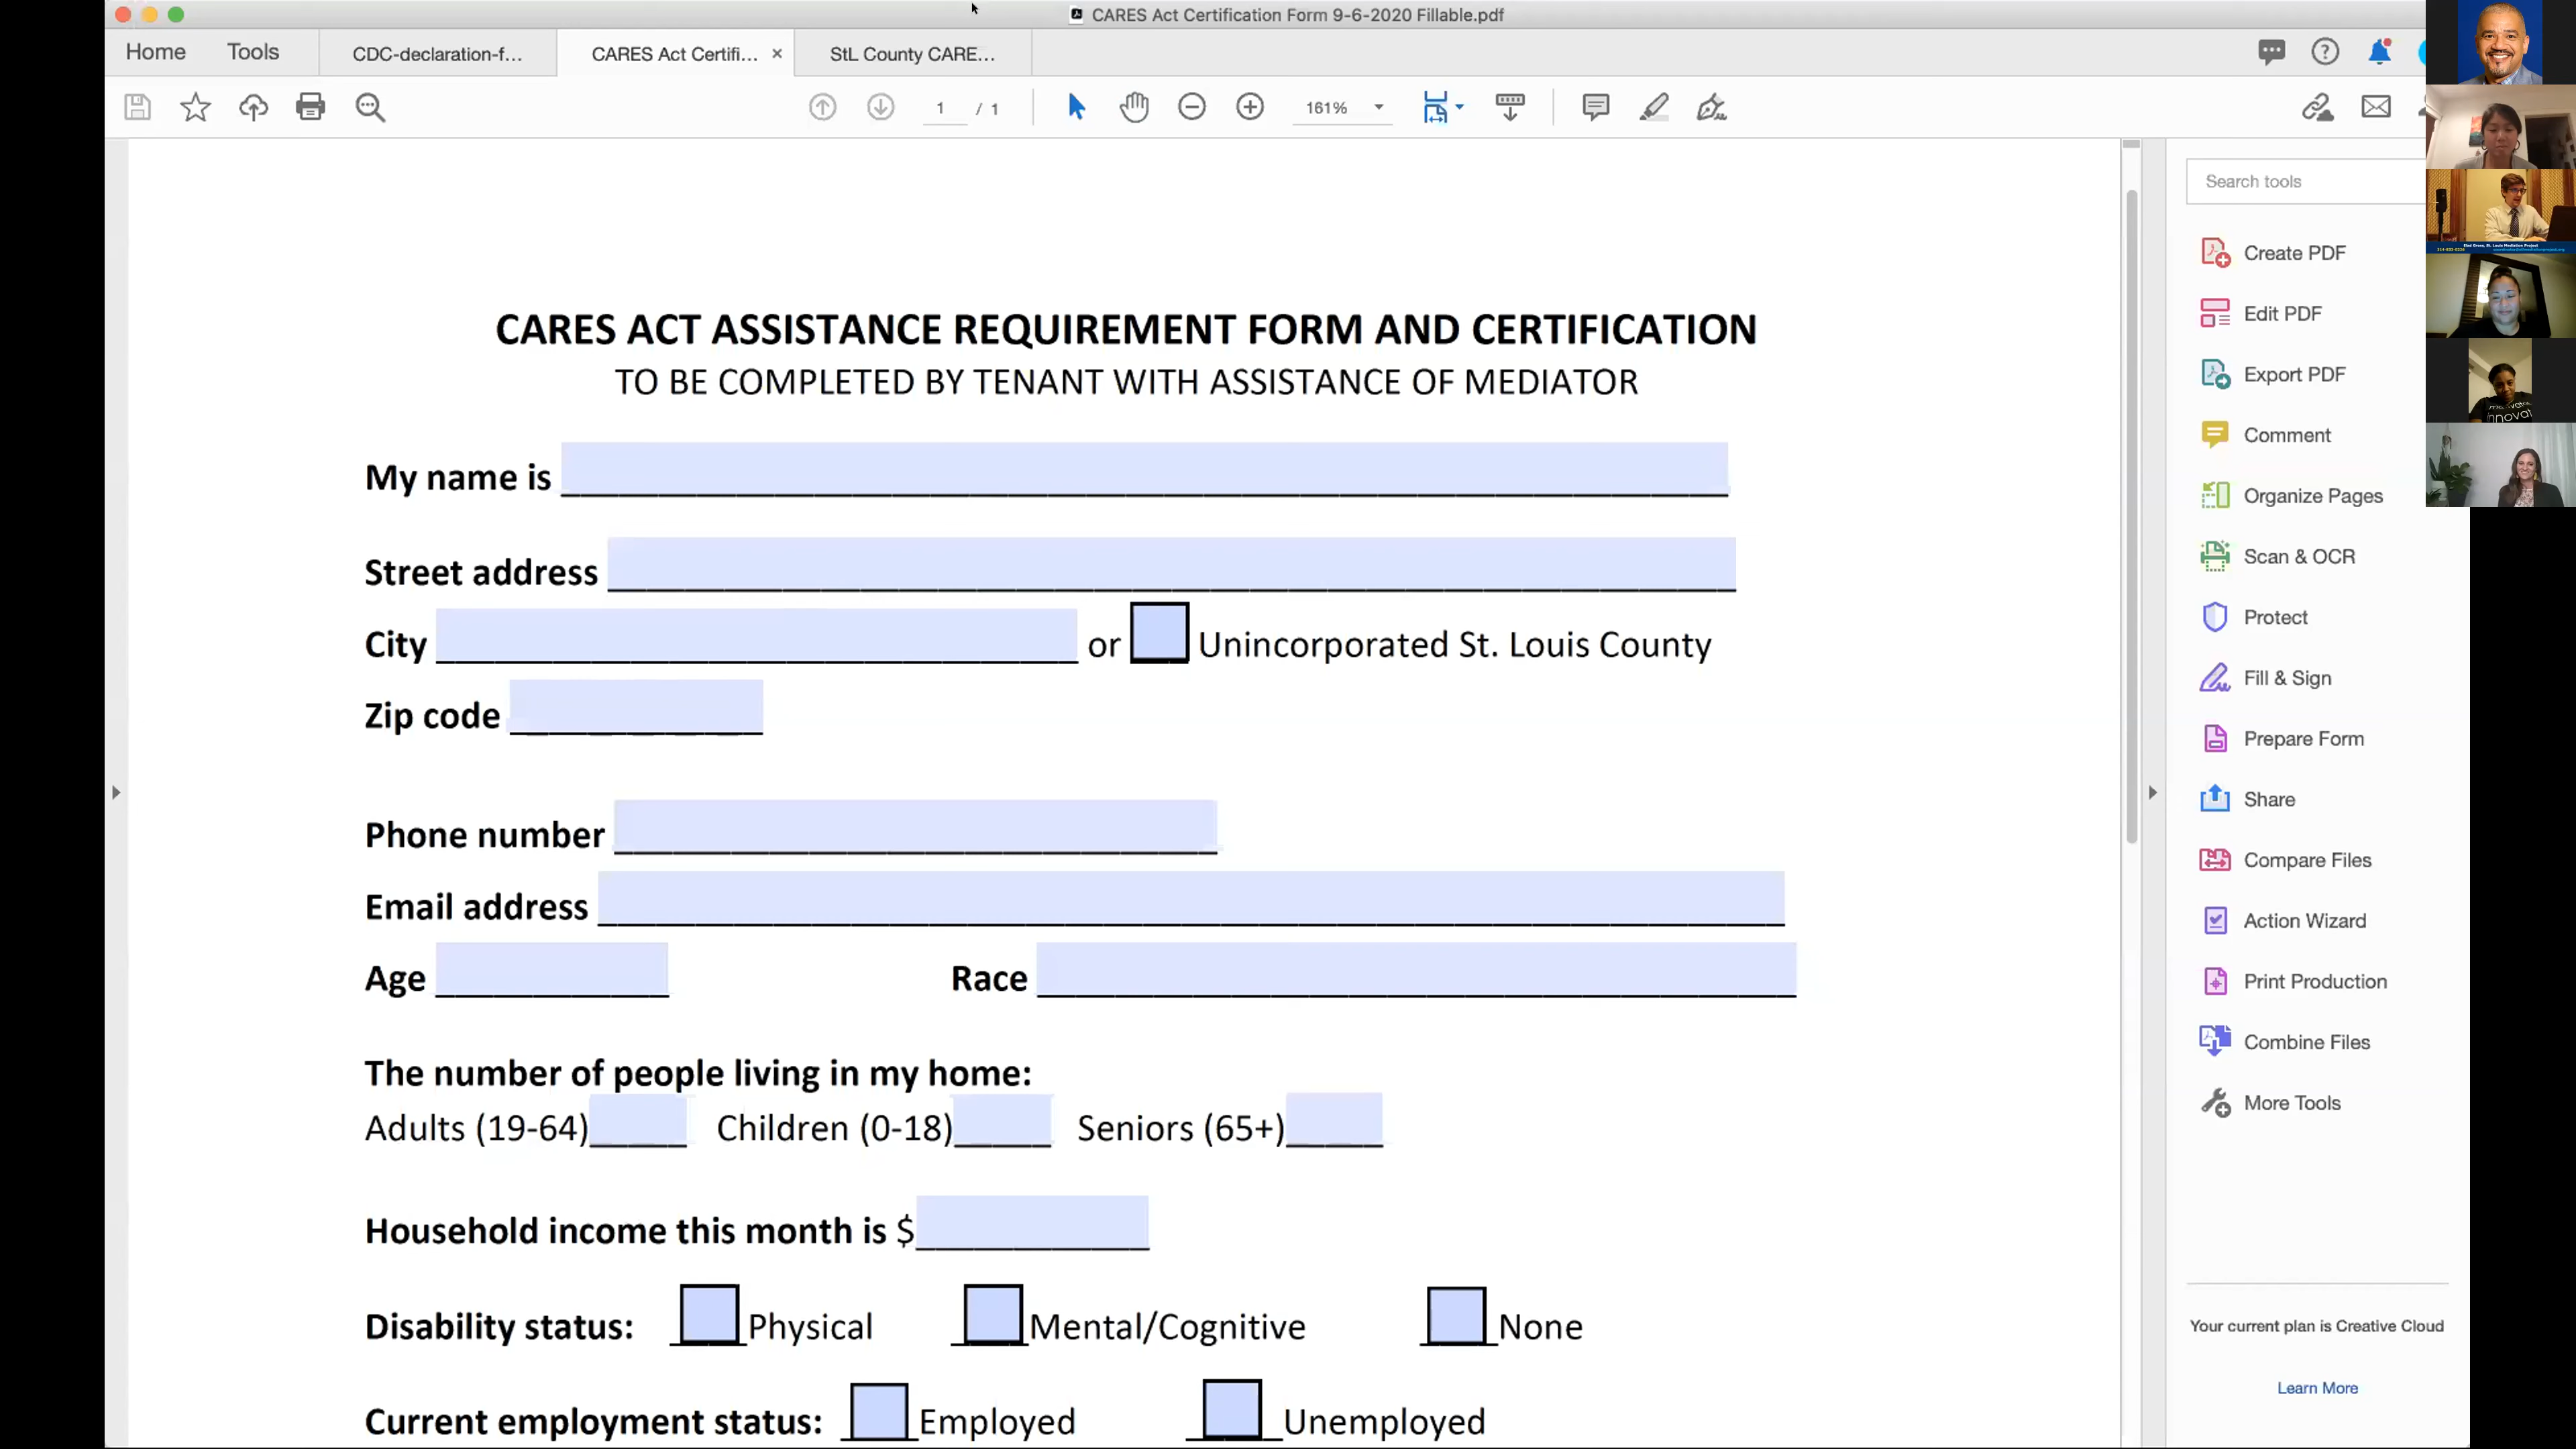 CARES Act Certification Form 9-6-2020 Fillable.pdf
Home Tools CDC-declaration-f... CARES Act Certifi... × StL County CARE...
1 / 1 161%
CARES ACT ASSISTANCE REQUIREMENT FORM AND CERTIFICATION
TO BE COMPLETED BY TENANT WITH ASSISTANCE OF MEDIATOR
My name is
Street address
City or Unincorporated St. Louis County
Zip code
Phone number
Email address
Age Race
The number of people living in my home:
Adults (19-64) Children (0-18) Seniors (65+)
Household income this month is $
Disability status: Physical Mental/Cognitive None
Current employment status: Employed Unemployed
Search tools
Create PDF
Edit PDF
Export PDF
Comment
Organize Pages
Scan & OCR
Protect
Fill & Sign
Prepare Form
Share
Compare Files
Action Wizard
Print Production
Combine Files
More Tools
Your current plan is Creative Cloud
Learn More